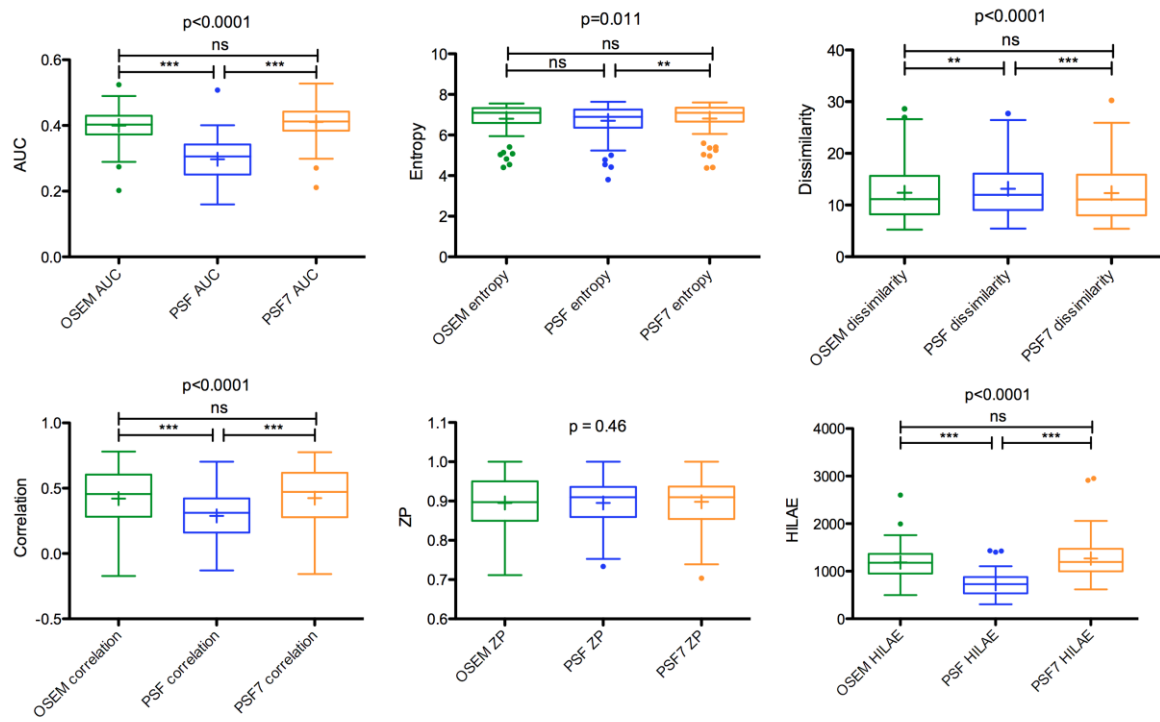 p<0.0001
ns
***
***
0.6
0.4
0.2
0.0
AUC
OSEM AUC
PSF AUC
PSF7 AUC
p=0.011
ns
ns
**
10
8
6
4
2
0
Entropy
OSEM entropy
PSF entropy
PSF7 entropy
p<0.0001
ns
**
***
40
30
20
10
0
Dissimilarity
OSEM dissimilarity
PSF dissimilarity
PSF7 dissimilarity
p<0.0001
ns
***
***
1.0
0.5
0.0
-0.5
Correlation
OSEM correlation
PSF correlation
PSF7 correlation
p = 0.46
1.1
1.0
0.9
0.8
0.7
0.6
ZP
OSEM ZP
PSF ZP
PSF7 ZP
p<0.0001
ns
***
***
4000
3000
2000
1000
0
HILAE
OSEM HILAE
PSF HILAE
PSF7 HILAE